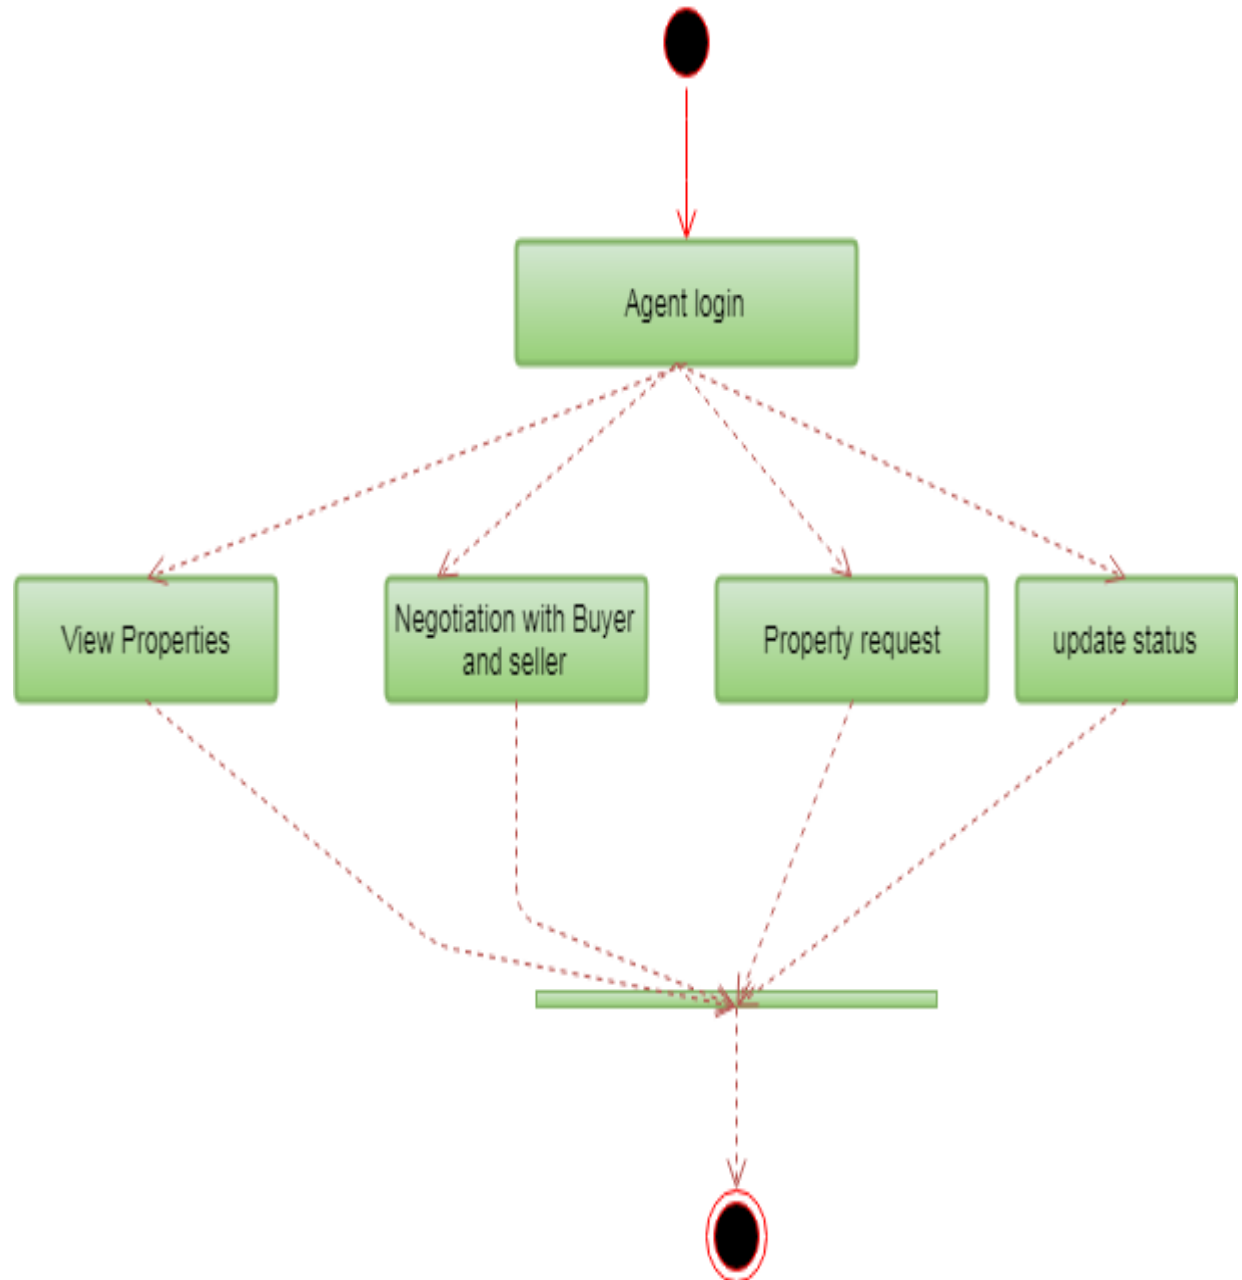 Agent login
View Properties
Negotiation with Buyer
and seller
Property request
update status